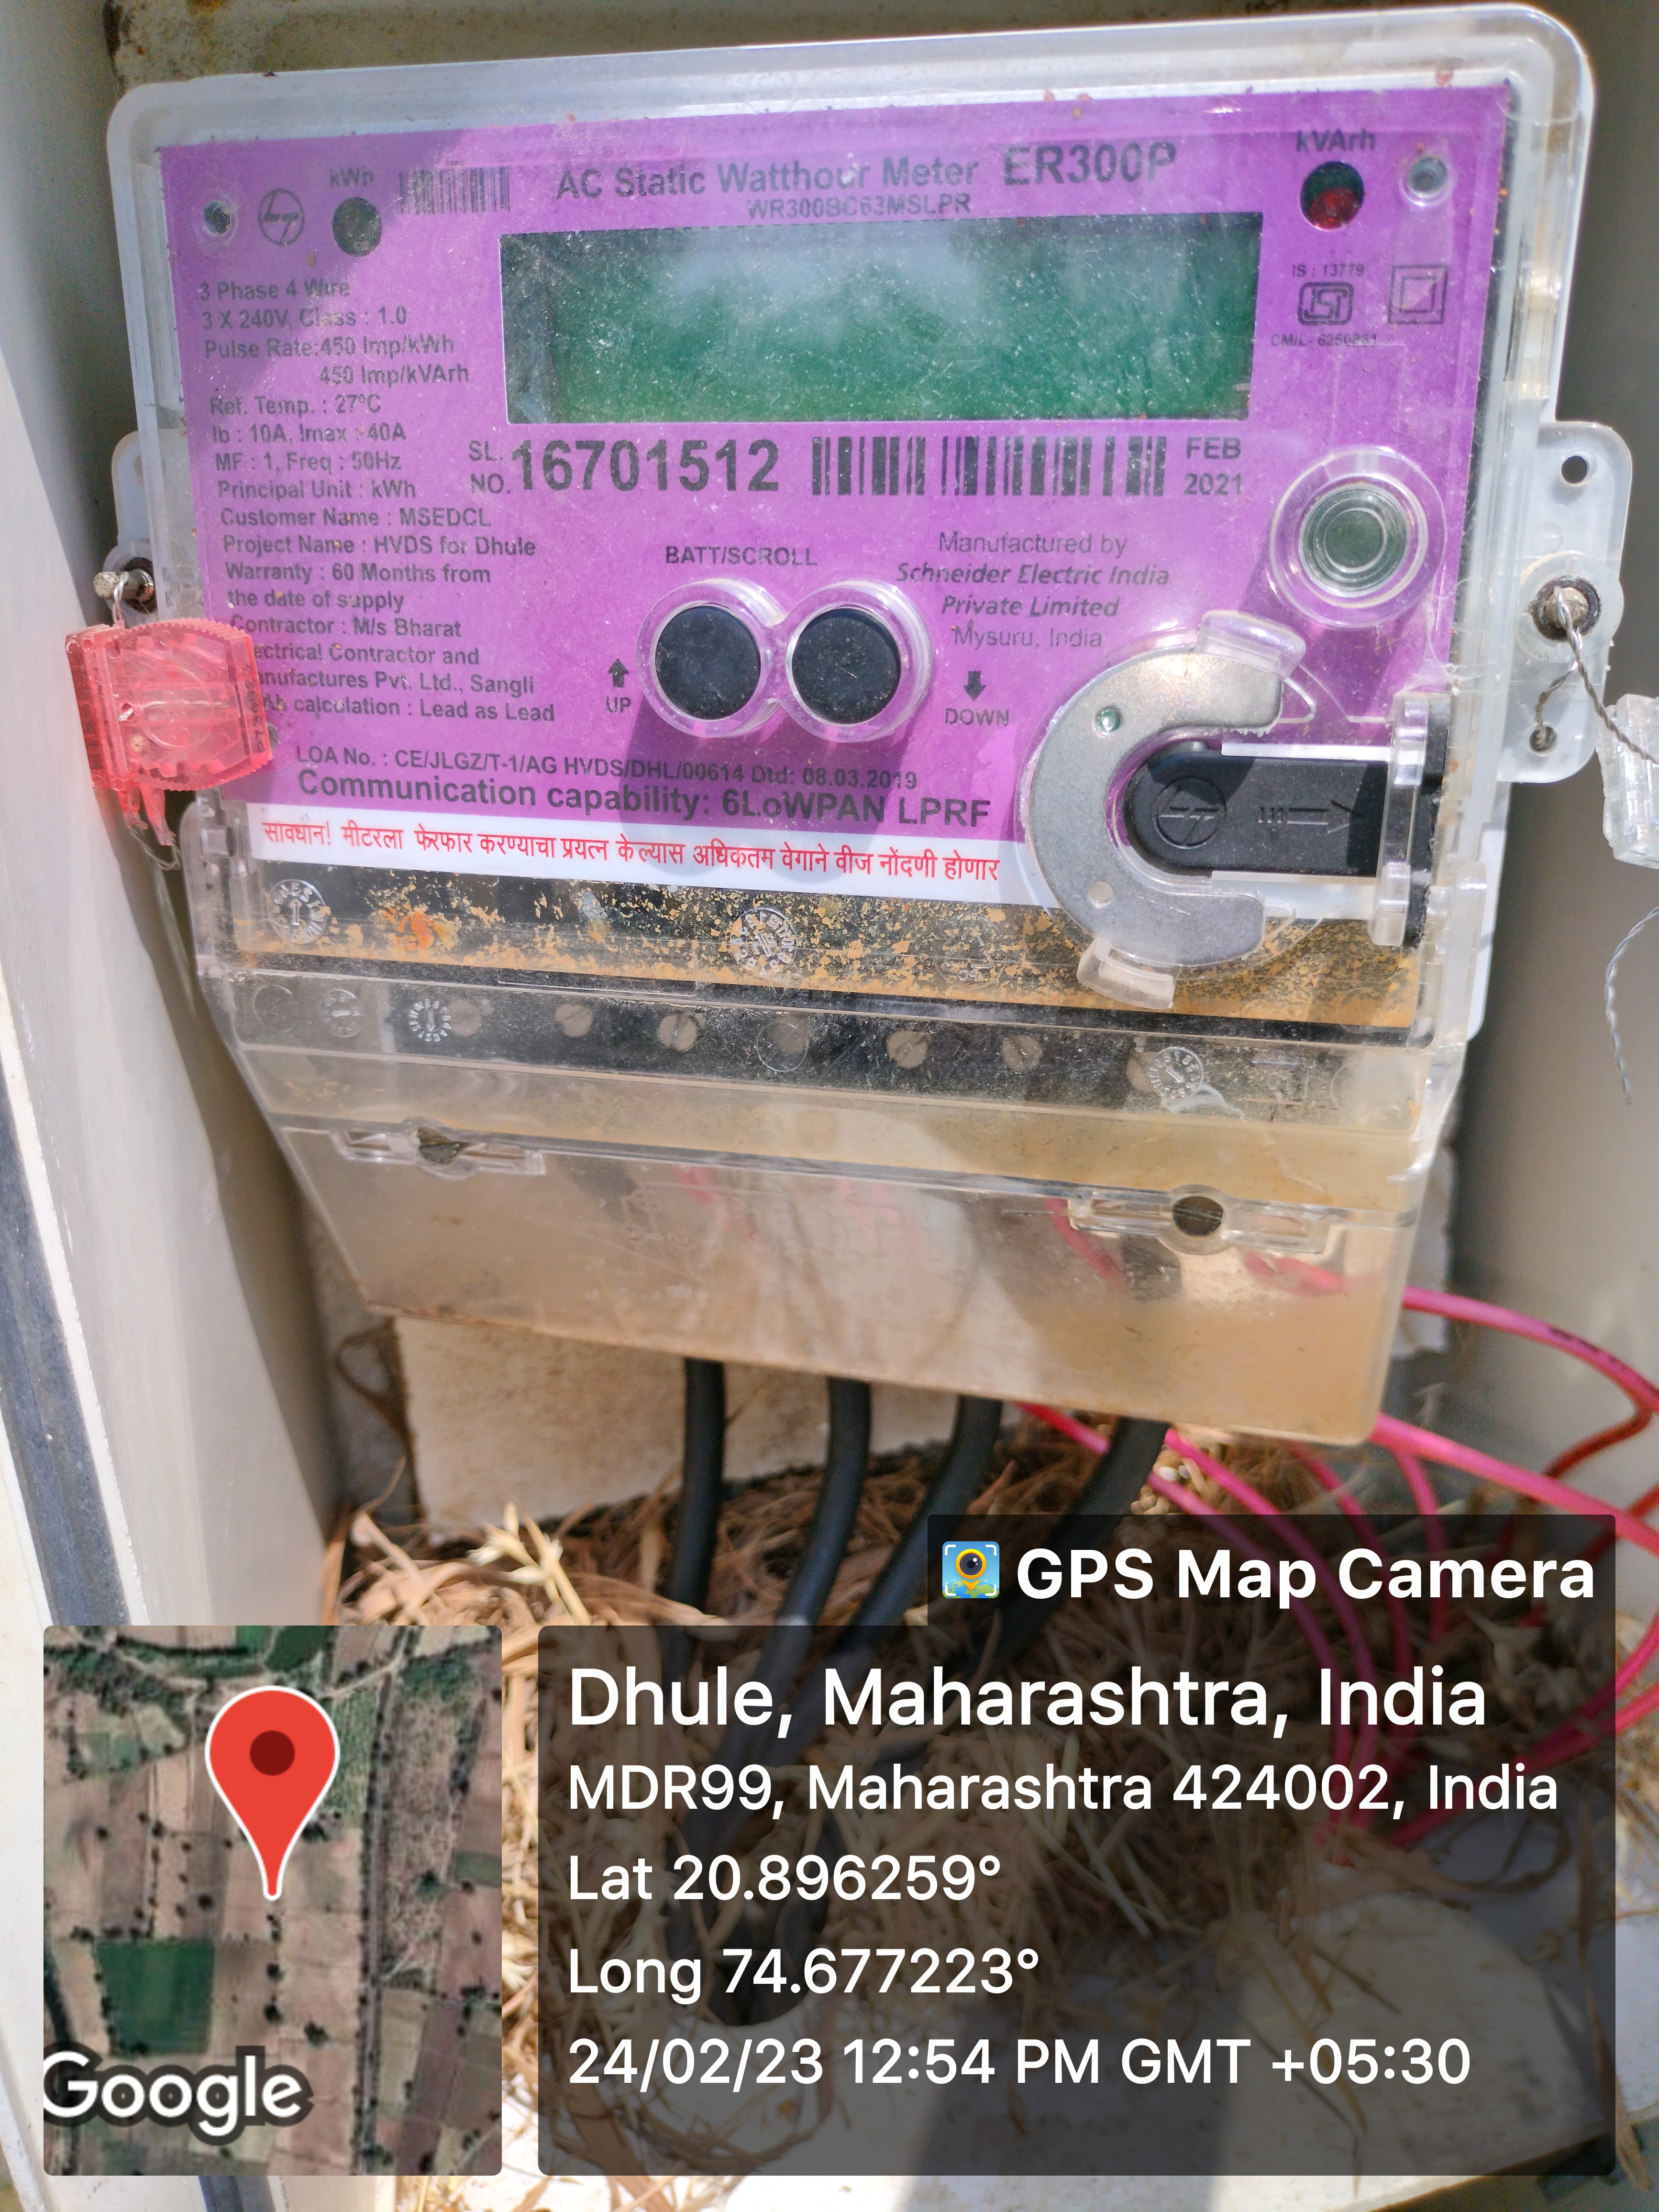 kWh
AC Static Watthour Meter ER300P
WR300BC63MSLPR
kVArh
3 Phase 4 Wire
3 X 240V, Class : 1.0
Pulse Rate:450 Imp/kWh
450 Imp/kVArh
Ref. Temp. : 27°C
Ib : 10A, Imax : 40A
MF : 1, Freq : 50Hz
Principal Unit : kWh
Customer Name : MSEDCL
Project Name : HVDS for Dhule
Warranty : 60 Months from
the date of supply
Contractor : M/s Bharat
Contractor and
Pvt. Ltd., Sangli
calculation : Lead as Lead
IS : 13779
CM/L-
SL. NO. 16701512
FEB
2021
BATT/SCROLL
UP
DOWN
Manufactured by
Schneider Electric India
Private Limited
Mysuru, India
LOA No. : CE/JLGZ/T-1/AG HVDS/DHL/00614 Dtd: 08.03.2019
Communication capability: 6LoWPAN LPRF
सावधान! मीटरला फेरफार करण्याचा प्रयत्न केल्यास अधिकतम वेगाने वीज नोंदणी होणार
GPS Map Camera
Dhule, Maharashtra, India
MDR99, Maharashtra 424002, India
Lat 20.896259°
Long 74.677223°
24/02/23 12:54 PM GMT +05:30
Google